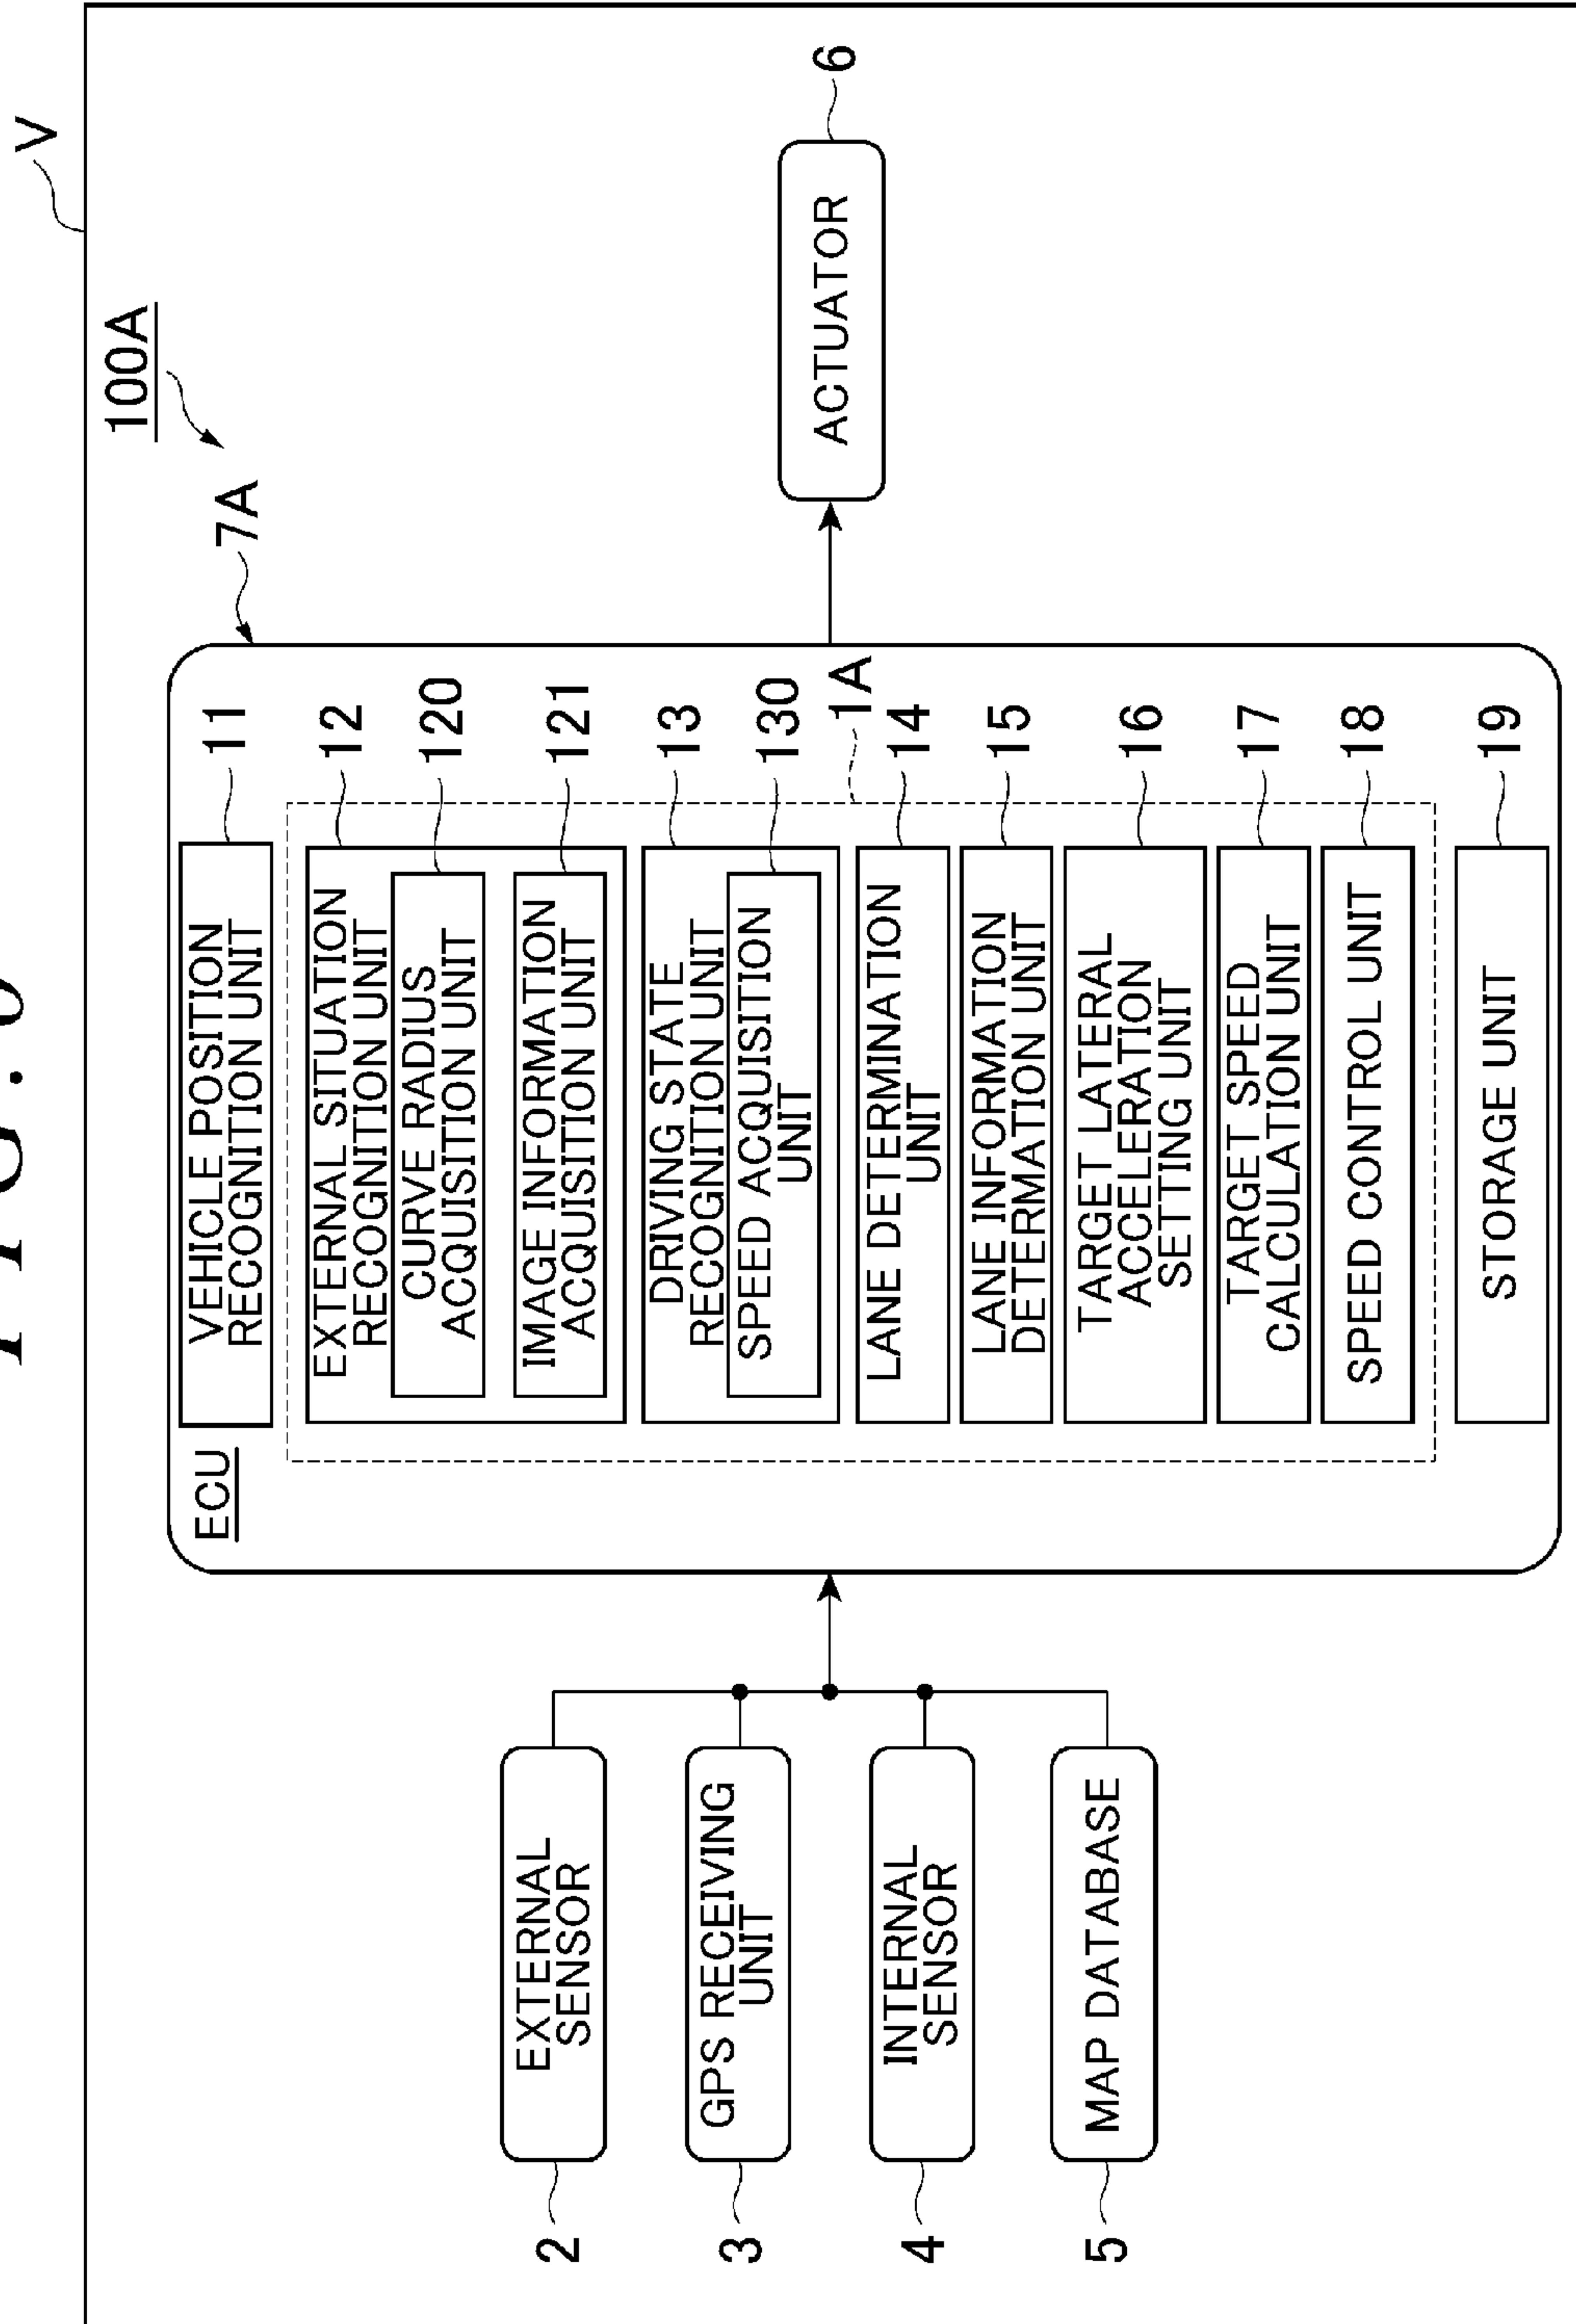 V
100A
7A
ECU
VEHICLE POSITION
RECOGNITION UNIT
11
EXTERNAL SITUATION
RECOGNITION UNIT
12
CURVE RADIUS
ACQUISITION UNIT
120
IMAGE INFORMATION
ACQUISITION UNIT
121
DRIVING STATE
RECOGNITION UNIT
13
SPEED ACQUISITION
UNIT
130
1A
LANE DETERMINATION
UNIT
14
LANE INFORMATION
DETERMINATION UNIT
15
TARGET LATERAL
ACCELERATION
SETTING UNIT
16
TARGET SPEED
CALCULATION UNIT
17
SPEED CONTROL UNIT
18
STORAGE UNIT
19
2
EXTERNAL
SENSOR
3
GPS RECEIVING
UNIT
4
INTERNAL
SENSOR
5
MAP DATABASE
ACTUATOR
6